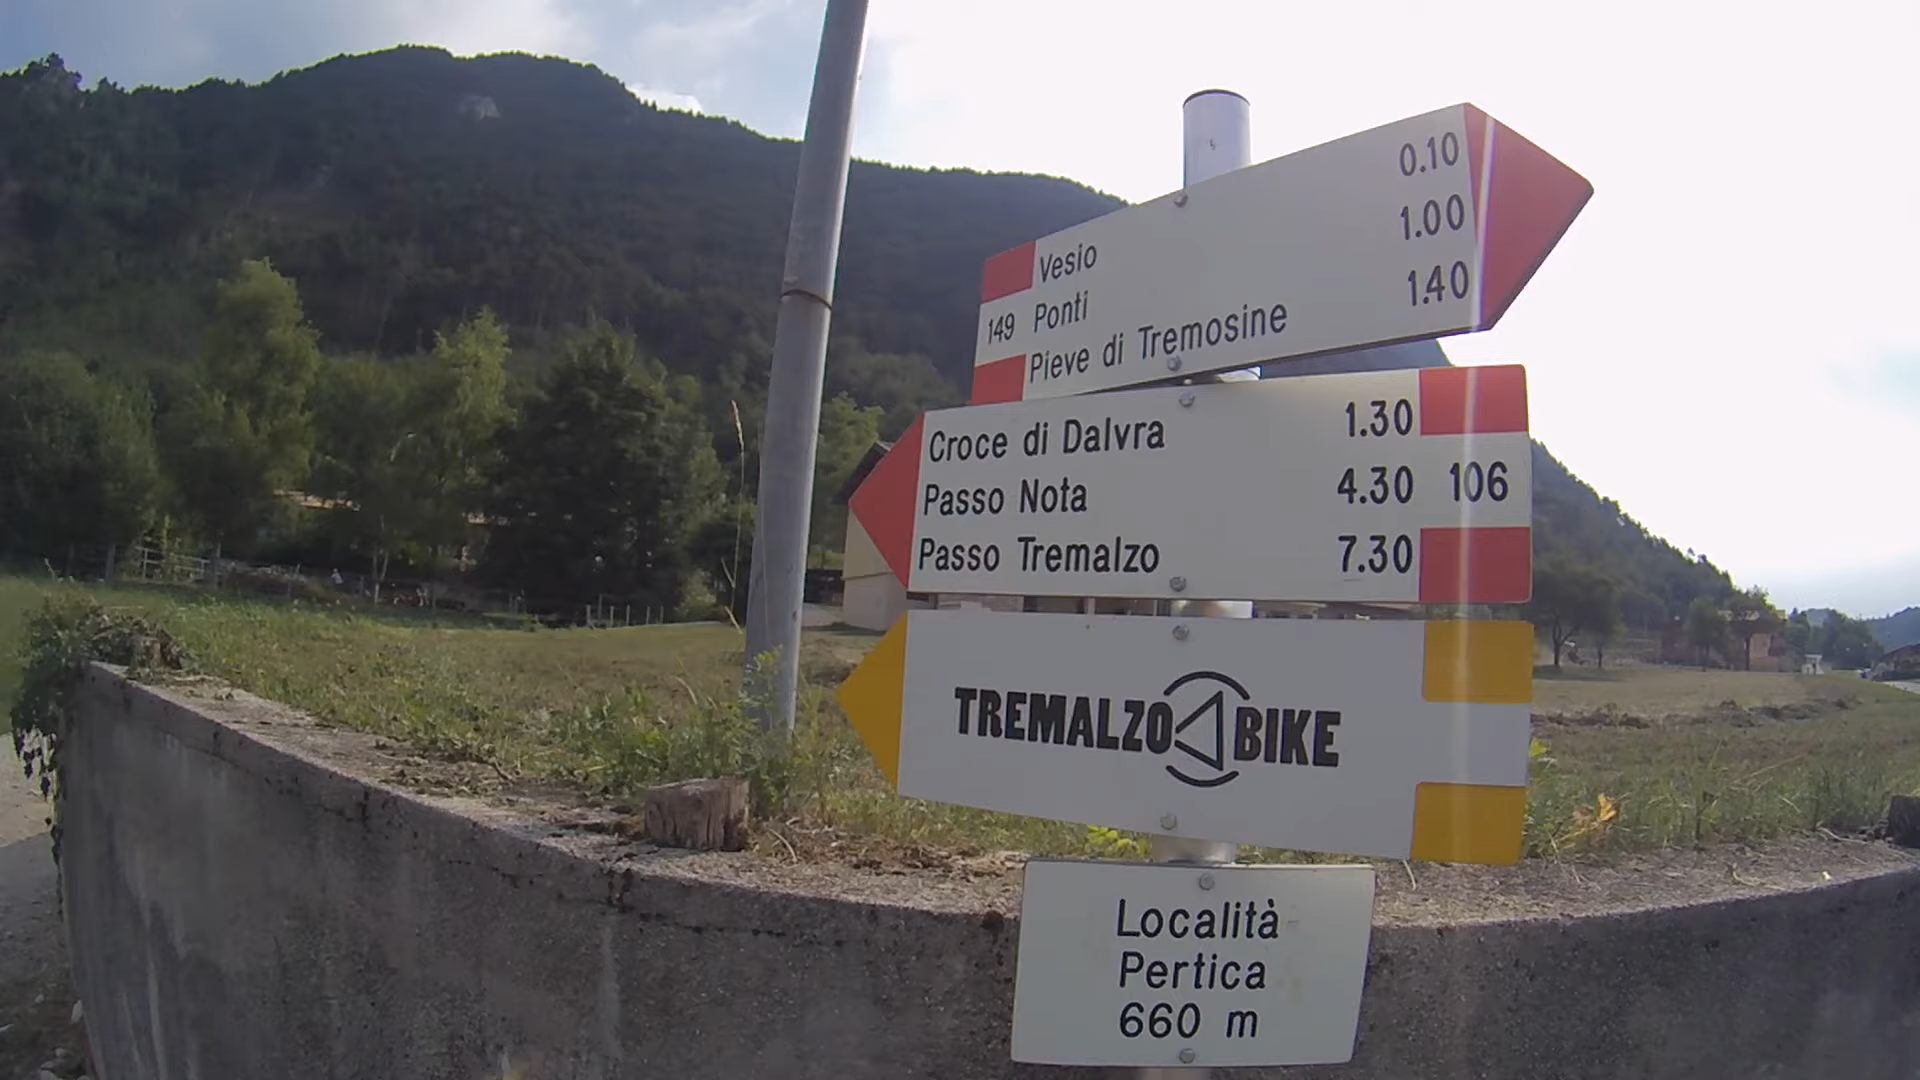 Vesio 0.10
149 Ponti 1.00
Pieve di Tremosine 1.40
Croce di Dalvra 1.30
Passo Nota 4.30 106
Passo Tremalzo 7.30
TREMALZO BIKE
Località
Pertica
660 m